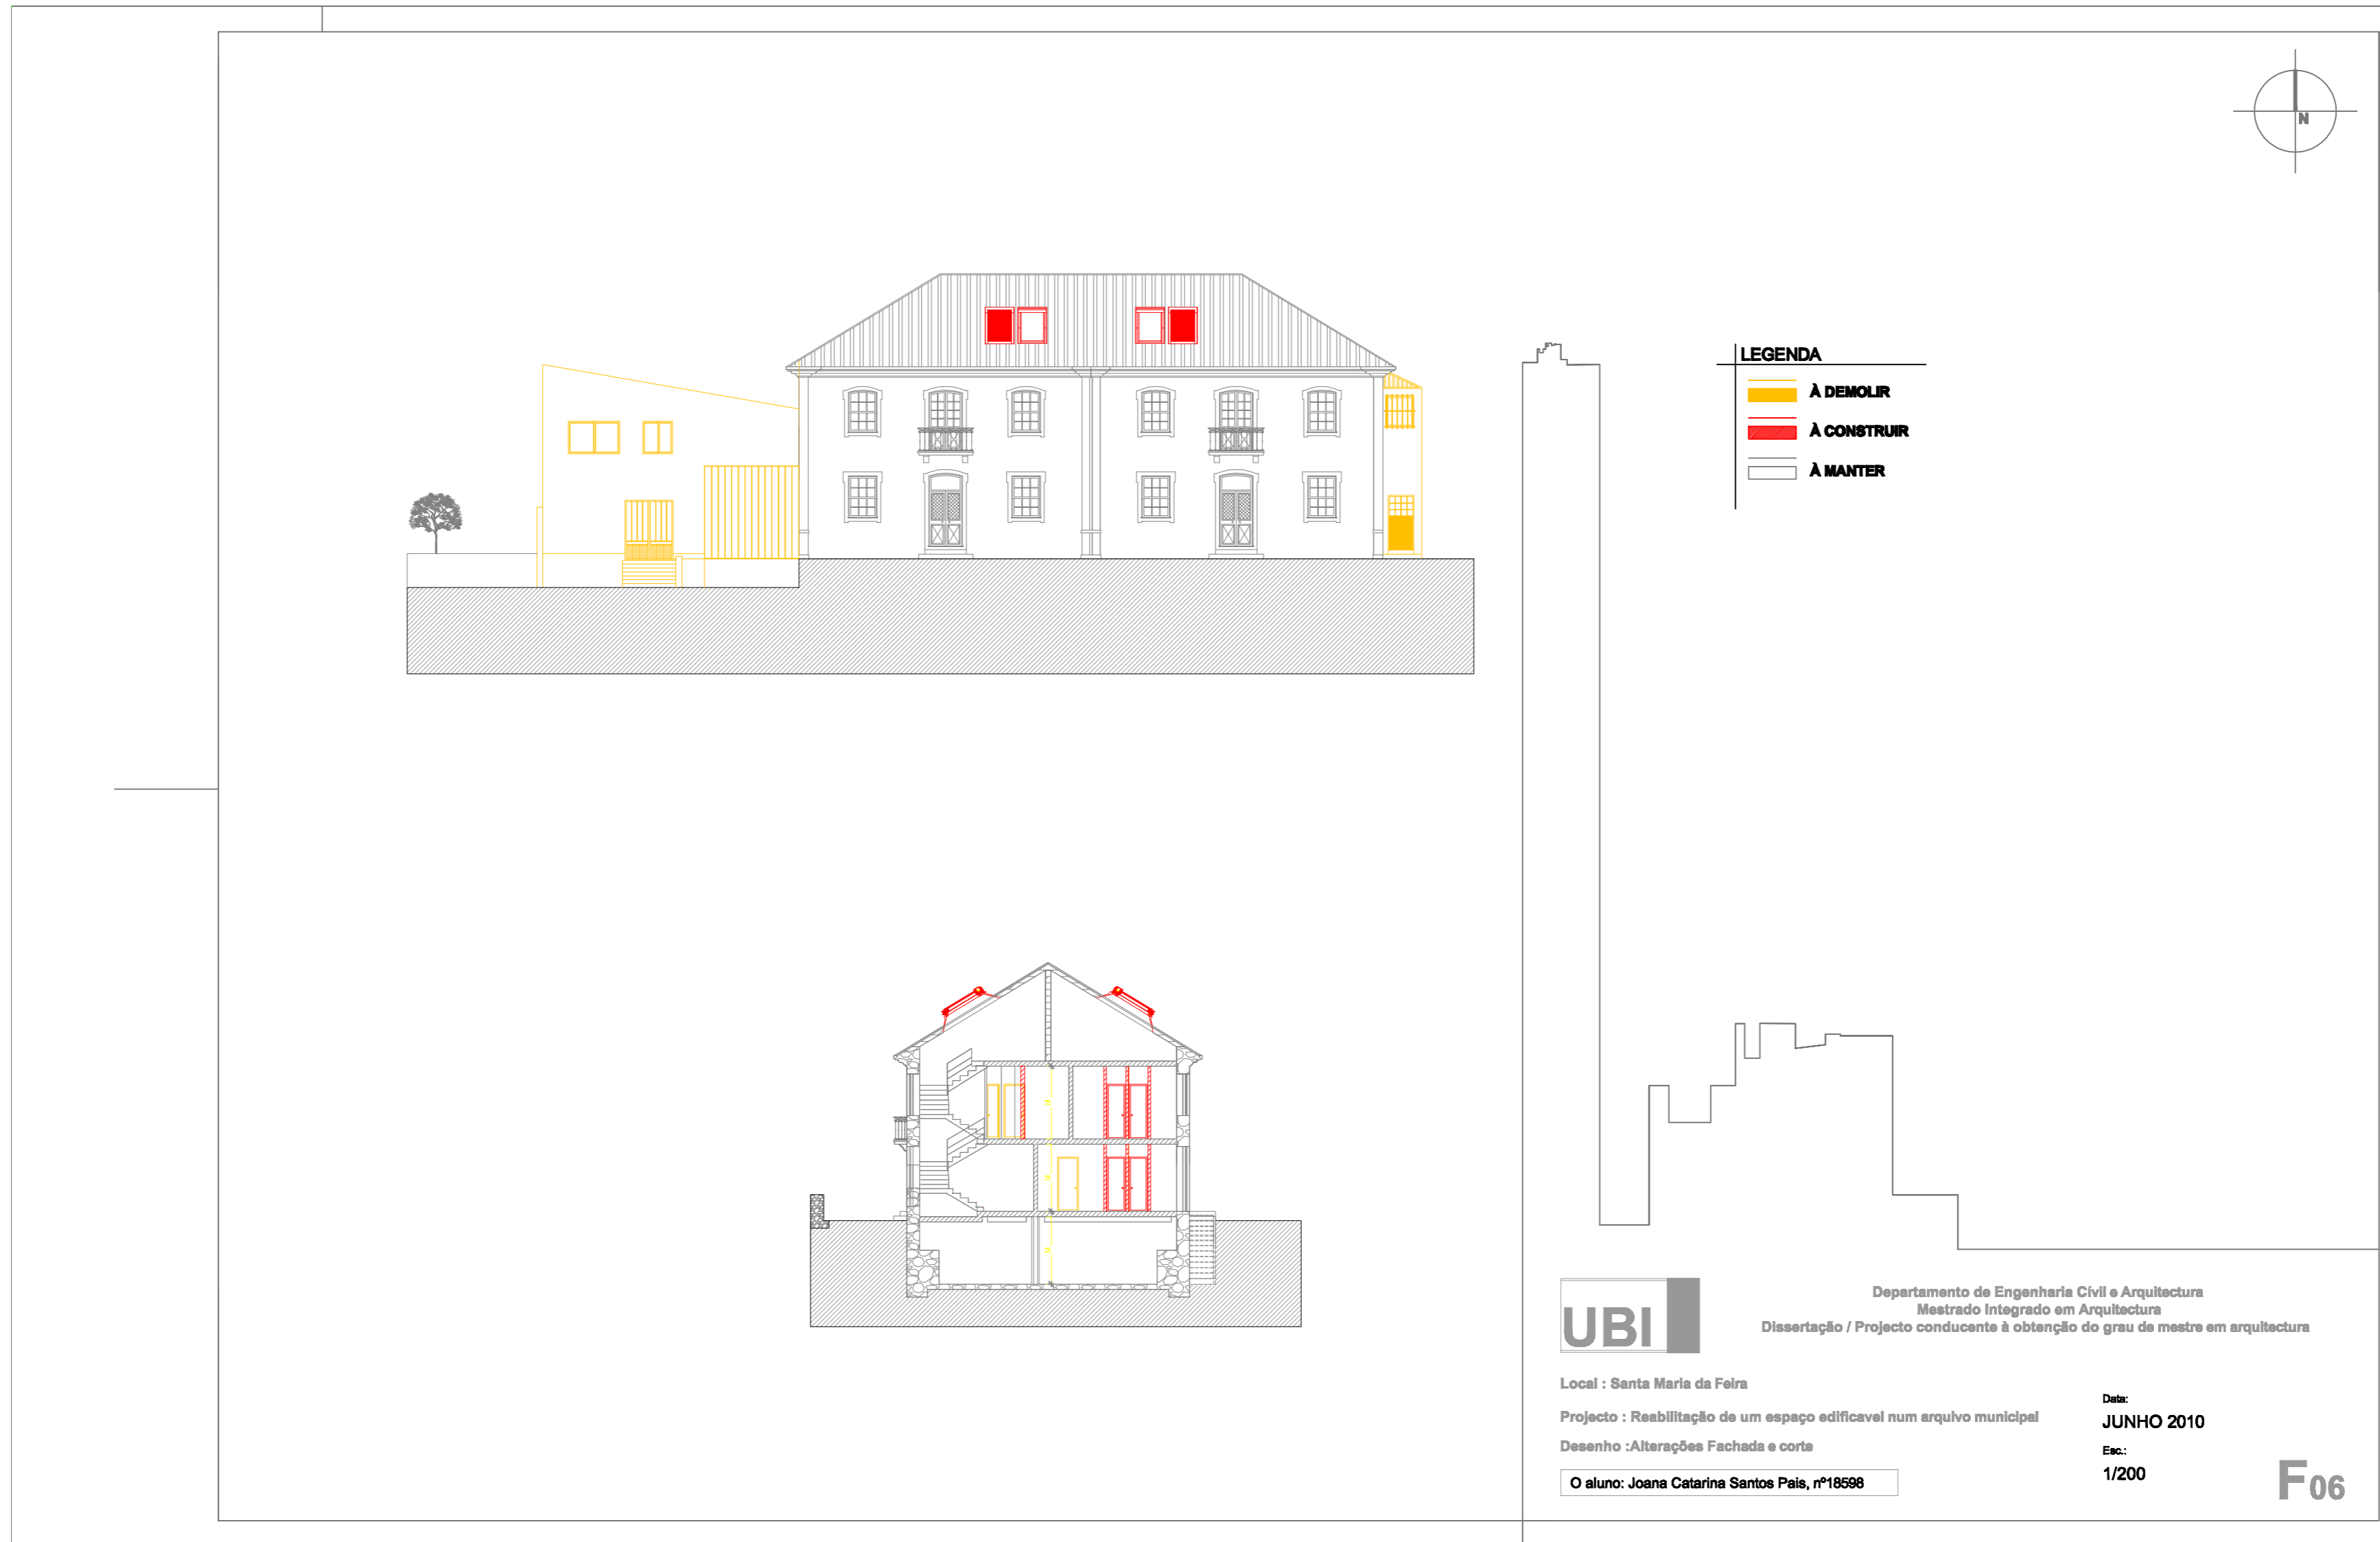 N
LEGENDA
À DEMOLIR
À CONSTRUIR
À MANTER
UBI
Departamento de Engenharia Cívil e Arquitectura
Mestrado Integrado em Arquitectura
Dissertação / Projecto conducente à obtenção do grau de mestre em arquitectura
Local : Santa Maria da Feira
Projecto : Reabilitação de um espaço edificavel num arquivo municipal
Desenho :Alterações Fachada e corte
O aluno: Joana Catarina Santos Pais, nº18598
Data:
JUNHO 2010
Esc.:
1/200
F06